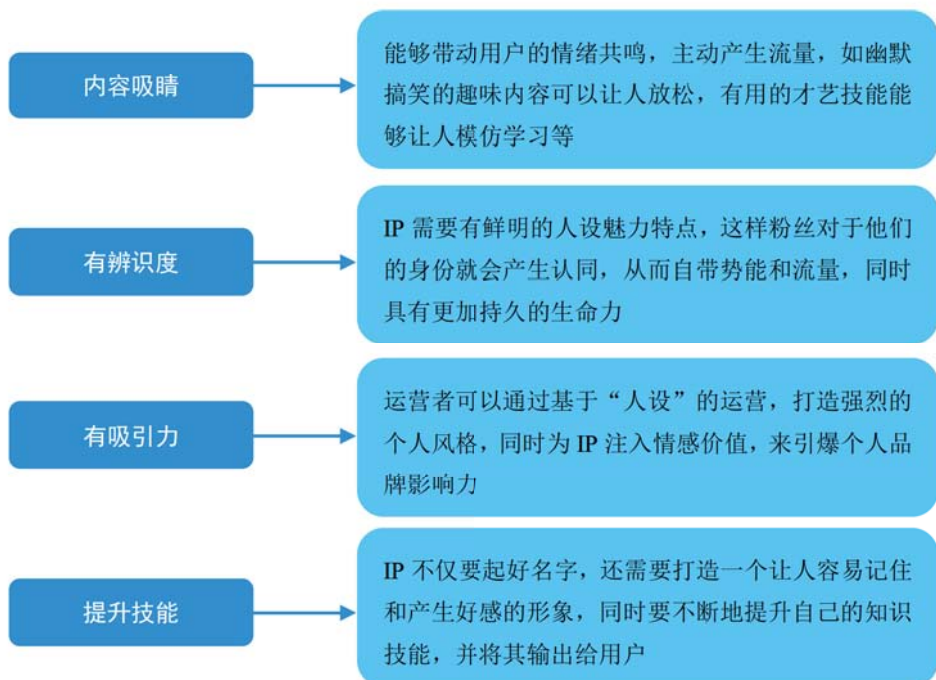 内容吸睛
能够带动用户的情绪共鸣，主动产生流量，如幽默
搞笑的趣味内容可以让人放松，有用的才艺技能能
够让人模仿学习等
有辨识度
IP 需要有鲜明的人设魅力特点，这样粉丝对于他们
的身份就会产生认同，从而自带势能和流量，同时
具有更加持久的生命力
有吸引力
运营者可以通过基于“人设”的运营，打造强烈的
个人风格，同时为 IP 注入情感价值，来引爆个人品
牌影响力
提升技能
IP 不仅要起好名字，还需要打造一个让人容易记住
和产生好感的形象，同时要不断地提升自己的知识
技能，并将其输出给用户